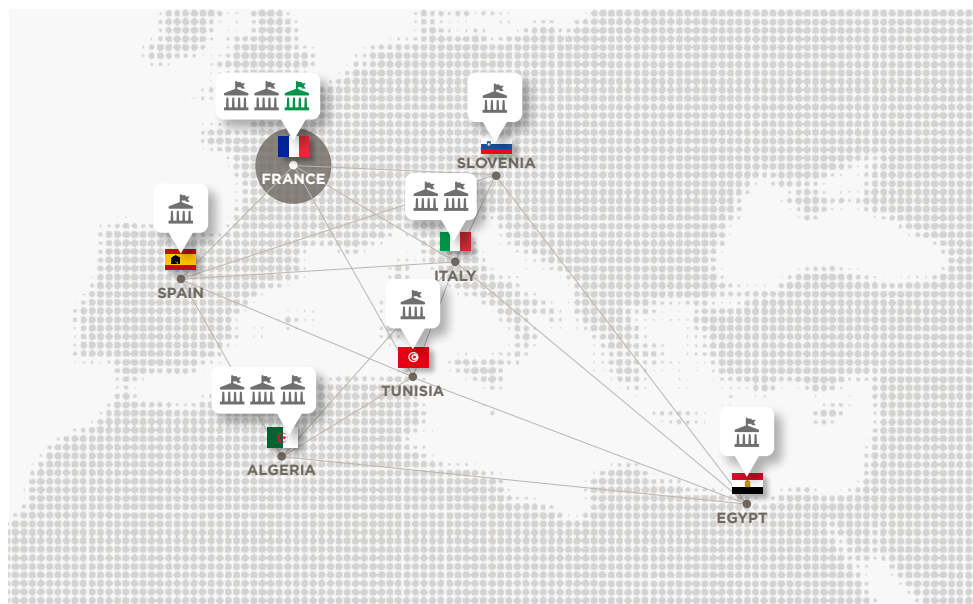 FRANCE
SLOVENIA
SPAIN
ITALY
TUNISIA
ALGERIA
EGYPT